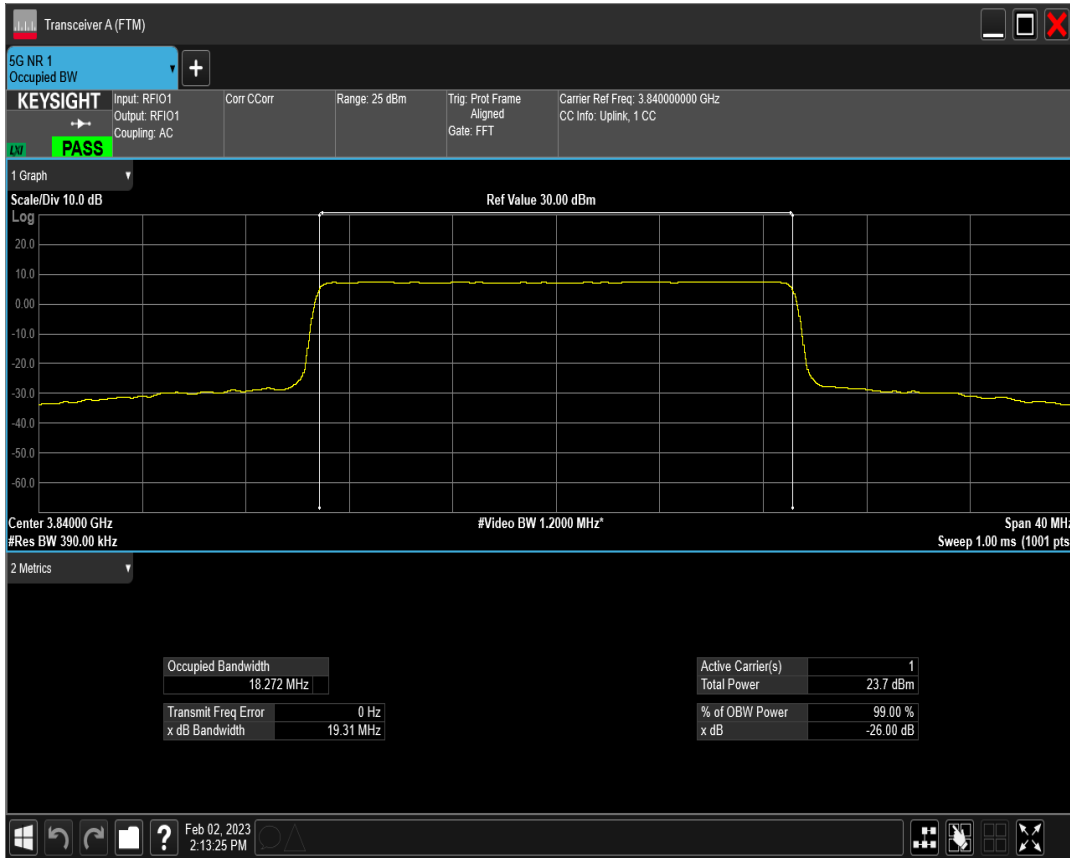 Transceiver A (FTM)
5G NR 1
Occupied BW
+
KEYSIGHT
LXI
PASS
Input: RFIO1
Output: RFIO1
Coupling: AC
Corr CCorr
Range: 25 dBm
Trig: Prot Frame
Aligned
Gate: FFT
Carrier Ref Freq: 3.840000000 GHz
CC Info: Uplink, 1 CC
1 Graph
Scale/Div 10.0 dB
Ref Value 30.00 dBm
Log
20.0
10.0
0.00
-10.0
-20.0
-30.0
-40.0
-50.0
-60.0
Center 3.84000 GHz
#Video BW 1.2000 MHz*
Span 40 MHz
#Res BW 390.00 kHz
Sweep 1.00 ms (1001 pts
2 Metrics
Occupied Bandwidth
18.272 MHz
Transmit Freq Error 0 Hz
x dB Bandwidth 19.31 MHz
Active Carrier(s) 1
Total Power 23.7 dBm
% of OBW Power 99.00 %
x dB -26.00 dB
?
Feb 02, 2023
2:13:25 PM